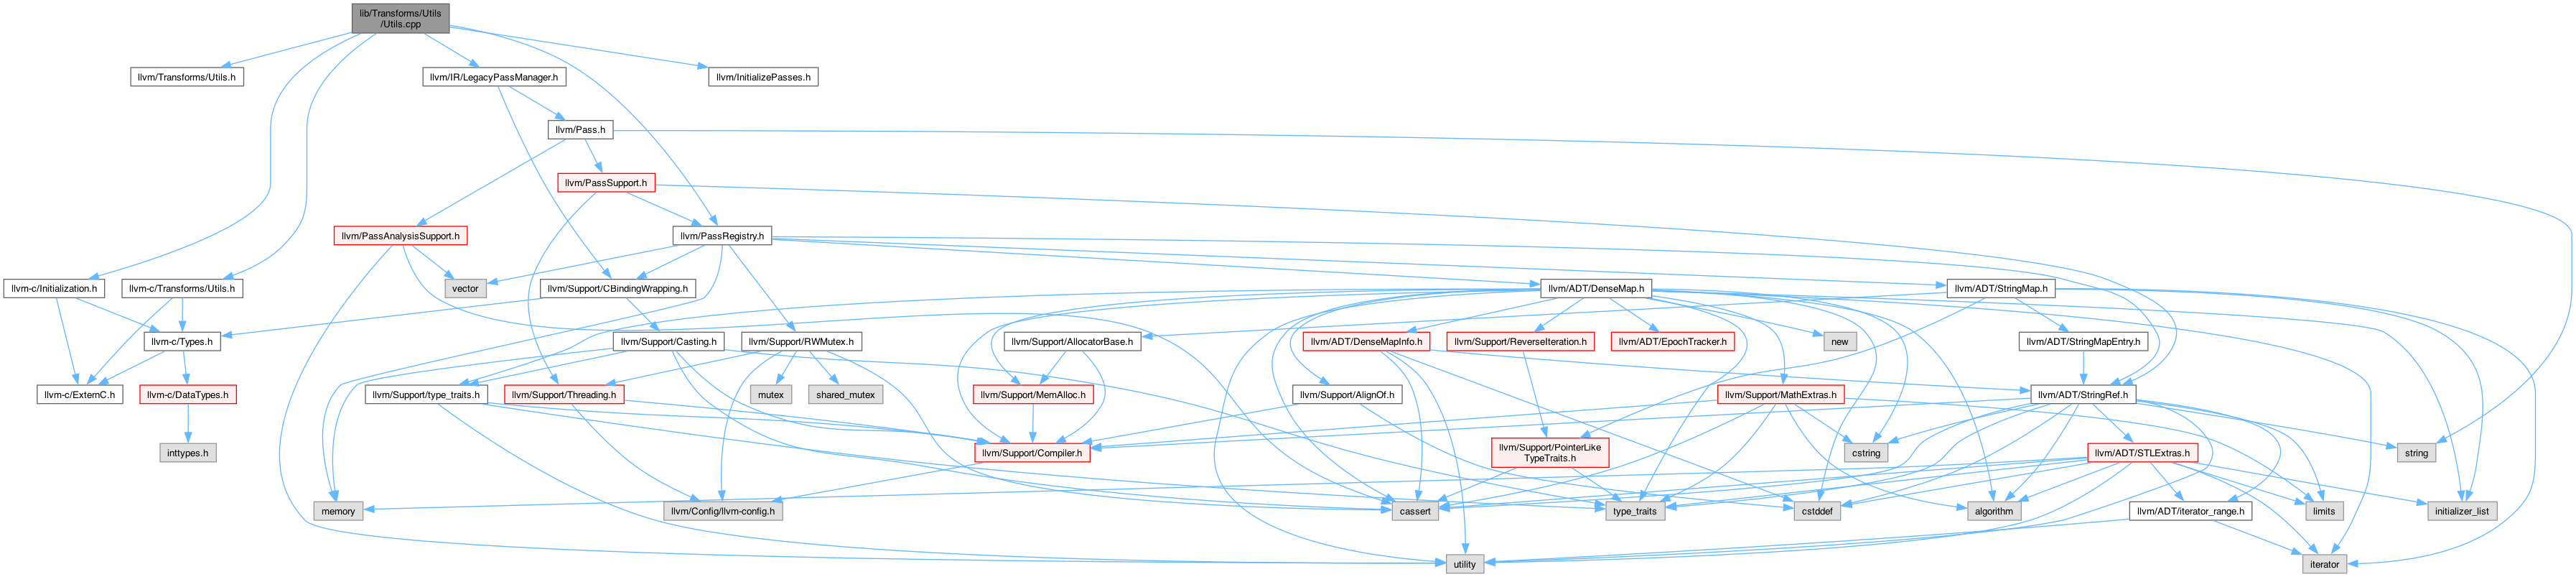 lib/Transforms/Utils
/Utils.cpp
llvm/Transforms/Utils.h
llvm/IR/LegacyPassManager.h
llvm/InitializePasses.h
llvm/Pass.h
llvm/PassSupport.h
llvm/PassAnalysisSupport.h
llvm/PassRegistry.h
llvm-c/Initialization.h
llvm-c/Transforms/Utils.h
vector
llvm/Support/CBindingWrapping.h
llvm/ADT/DenseMap.h
llvm/ADT/StringMap.h
llvm-c/Types.h
llvm/Support/Casting.h
llvm/Support/RWMutex.h
llvm/Support/AllocatorBase.h
llvm/ADT/DenseMapInfo.h
llvm/Support/ReverseIteration.h
llvm/ADT/EpochTracker.h
new
llvm/ADT/StringMapEntry.h
llvm-c/ExternC.h
llvm-c/DataTypes.h
llvm/Support/type_traits.h
llvm/Support/Threading.h
mutex
shared_mutex
llvm/Support/MemAlloc.h
llvm/Support/AlignOf.h
llvm/Support/MathExtras.h
llvm/ADT/StringRef.h
inttypes.h
llvm/Support/Compiler.h
llvm/Support/PointerLike
TypeTraits.h
cstring
llvm/ADT/STLExtras.h
string
memory
llvm/Config/llvm-config.h
cassert
type_traits
cstddef
algorithm
llvm/ADT/iterator_range.h
limits
initializer_list
utility
iterator